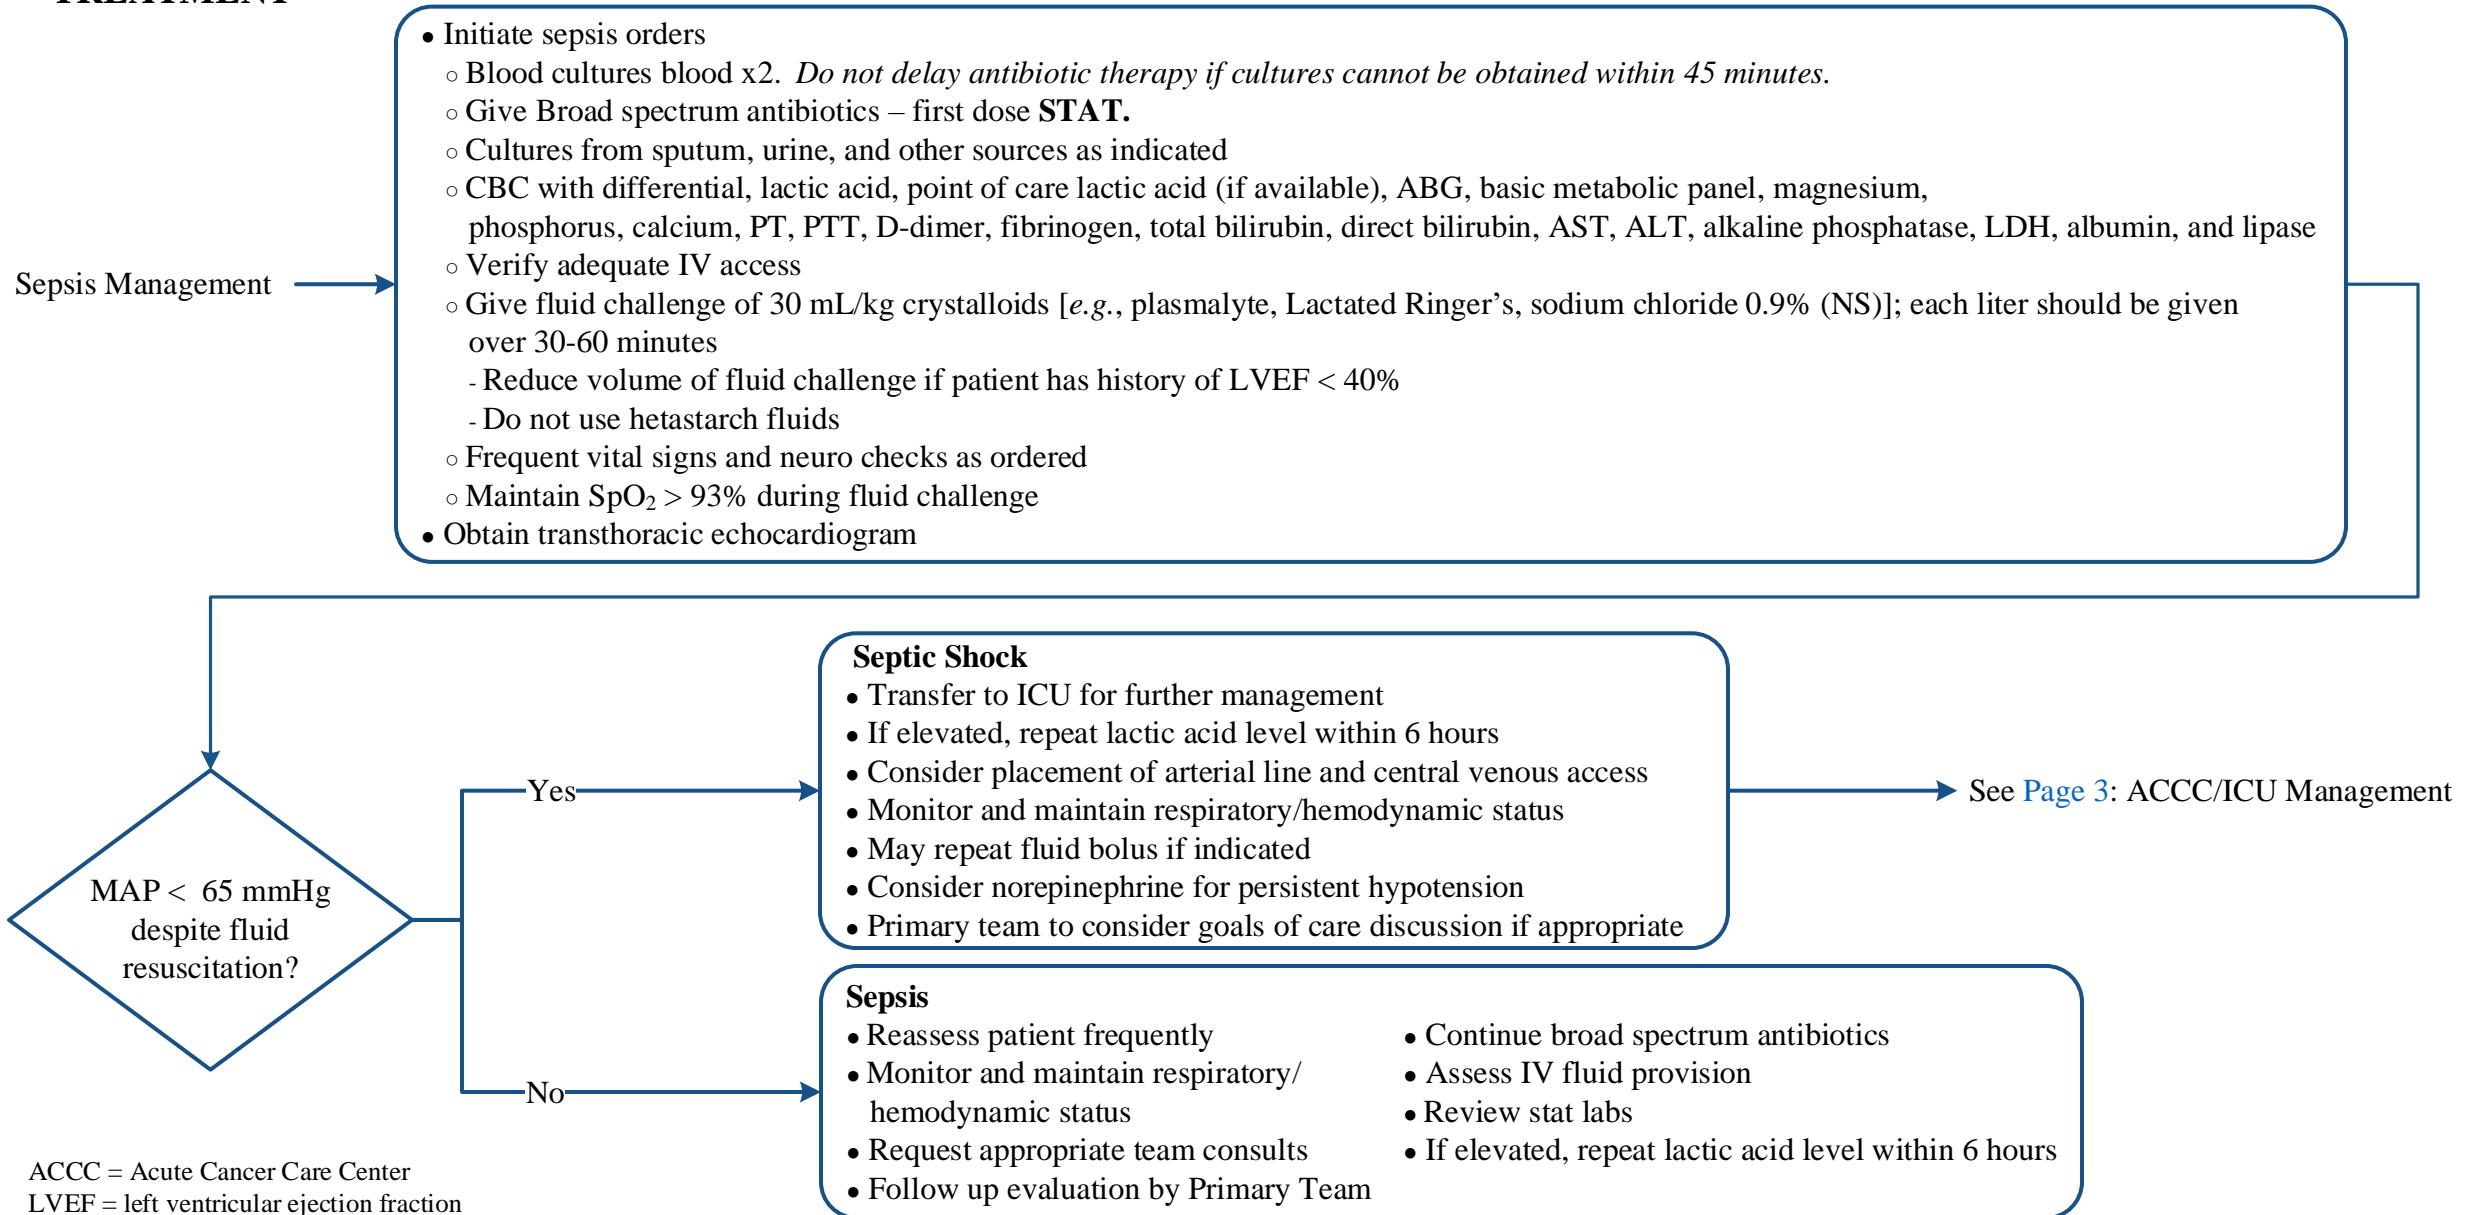 TREATMENT
• Initiate sepsis orders
○ Blood cultures blood x2. Do not delay antibiotic therapy if cultures cannot be obtained within 45 minutes.
○ Give Broad spectrum antibiotics – first dose STAT.
○ Cultures from sputum, urine, and other sources as indicated
○ CBC with differential, lactic acid, point of care lactic acid (if available), ABG, basic metabolic panel, magnesium,
phosphorus, calcium, PT, PTT, D-dimer, fibrinogen, total bilirubin, direct bilirubin, AST, ALT, alkaline phosphatase, LDH, albumin, and lipase
○ Verify adequate IV access
○ Give fluid challenge of 30 mL/kg crystalloids [e.g., plasmalyte, Lactated Ringer’s, sodium chloride 0.9% (NS)]; each liter should be given
over 30-60 minutes
- Reduce volume of fluid challenge if patient has history of LVEF < 40%
- Do not use hetastarch fluids
○ Frequent vital signs and neuro checks as ordered
○ Maintain SpO₂ > 93% during fluid challenge
• Obtain transthoracic echocardiogram
Sepsis Management
MAP < 65 mmHg
despite fluid
resuscitation?
Yes
Septic Shock
• Transfer to ICU for further management
• If elevated, repeat lactic acid level within 6 hours
• Consider placement of arterial line and central venous access
• Monitor and maintain respiratory/hemodynamic status
• May repeat fluid bolus if indicated
• Consider norepinephrine for persistent hypotension
• Primary team to consider goals of care discussion if appropriate
See Page 3: ACCC/ICU Management
No
Sepsis
• Reassess patient frequently
• Monitor and maintain respiratory/
hemodynamic status
• Request appropriate team consults
• Follow up evaluation by Primary Team
• Continue broad spectrum antibiotics
• Assess IV fluid provision
• Review stat labs
• If elevated, repeat lactic acid level within 6 hours
ACCC = Acute Cancer Care Center
LVEF = left ventricular ejection fraction